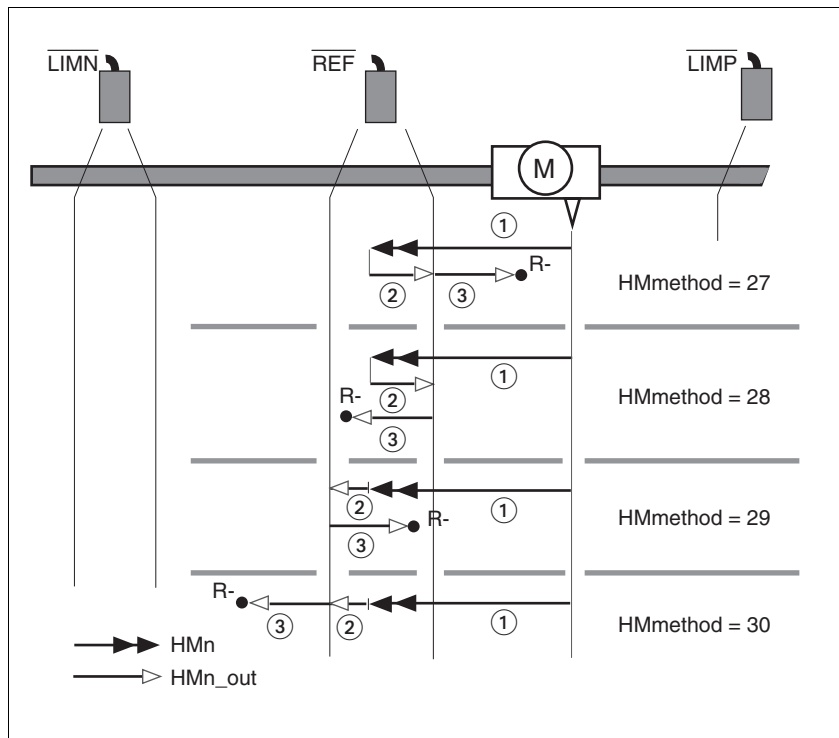 LIMN REF LIMP
M
1
R-
2 3
HMmethod = 27
1
2
R-
3
HMmethod = 28
2 1
R-
3
HMmethod = 29
R-
3 2 1
HMmethod = 30
HMn
HMn_out